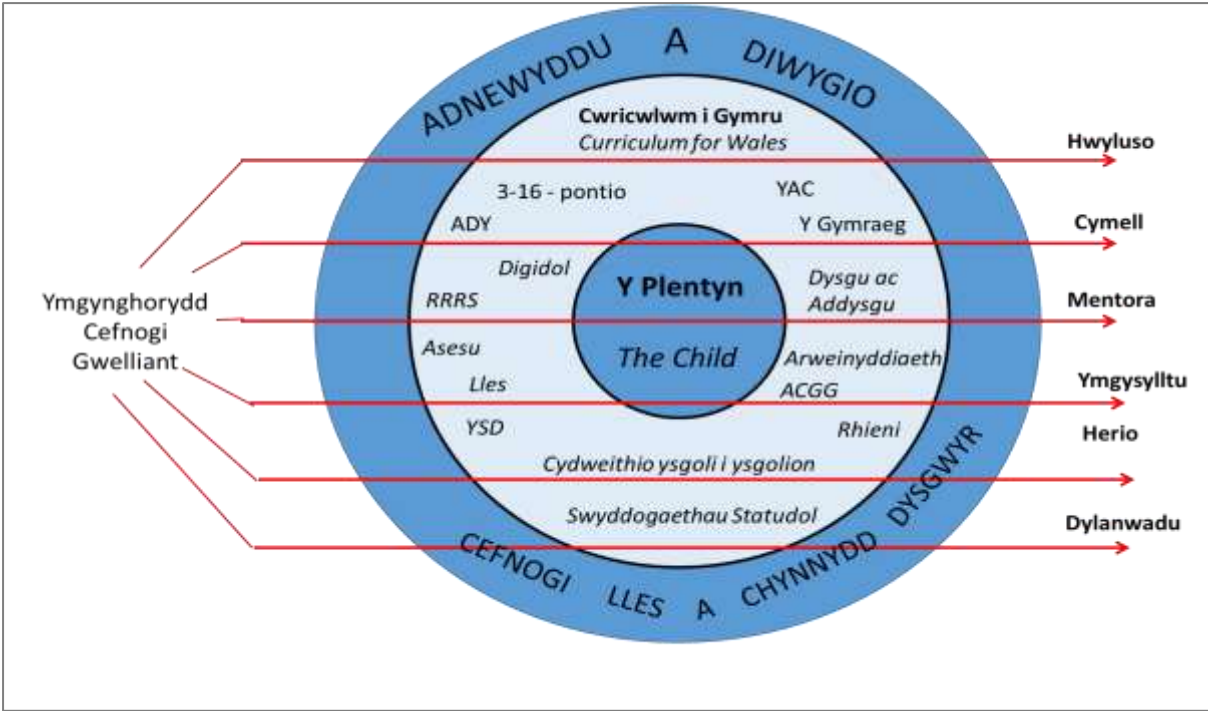 ADNEWYDDU A DIWYGIO
Cwricwlwm i Gymru
Curriculum for Wales
Hwyluso
3-16 - pontio
YAC
ADY
Y Gymraeg
Cymell
Digidol
Dysgu ac
Addysgu
Y Plentyn
RRRS
Mentora
Ymgynghorydd
Cefnogi
Gwelliant
Asesu
The Child
Arweinyddiaeth
Lles
ACGG
Ymgysylltu
YSD
Rhieni
Herio
Cydweithio ysgol i ysgolion
Swyddogaethau Statudol
Dylanwadu
CEFNOGI LLES A CHYNNYDD DYSGWYR